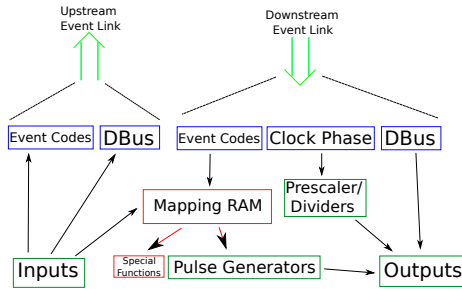 Upstream
Event Link
Downstream
Event Link
Event Codes
DBus
Event Codes
Clock Phase
DBus
Mapping RAM
Prescaler/
Dividers
Special
Functions
Inputs
Pulse Generators
Outputs